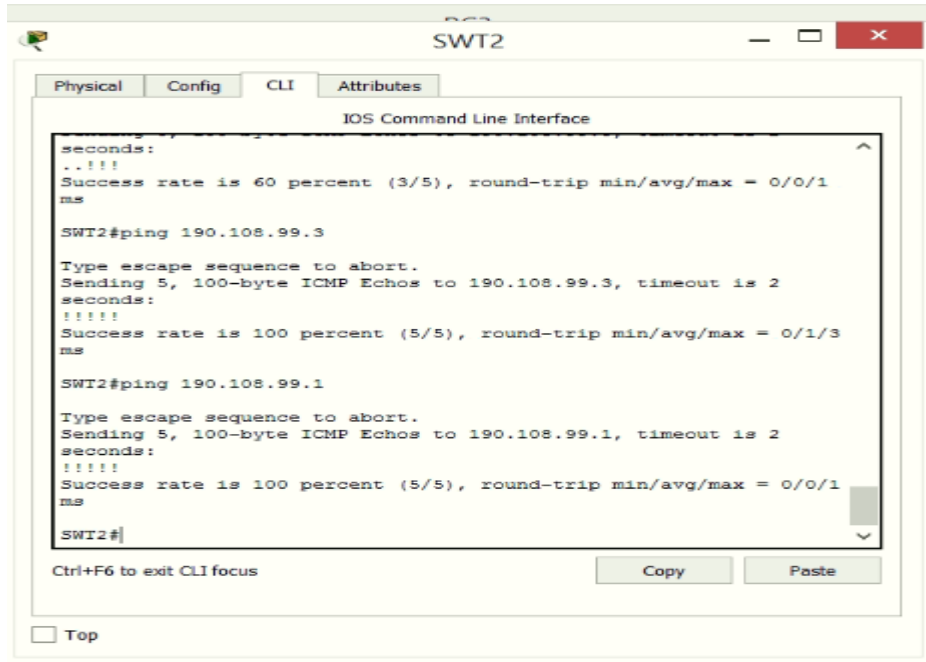 SWT2
Physical Config CLI Attributes
IOS Command Line Interface
seconds:
..!!!
Success rate is 60 percent (3/5), round-trip min/avg/max = 0/0/1
ms
SWT2#ping 190.108.99.3
Type escape sequence to abort.
Sending 5, 100-byte ICMP Echos to 190.108.99.3, timeout is 2
seconds:
!!!!!
Success rate is 100 percent (5/5), round-trip min/avg/max = 0/1/3
ms
SWT2#ping 190.108.99.1
Type escape sequence to abort.
Sending 5, 100-byte ICMP Echos to 190.108.99.1, timeout is 2
seconds:
!!!!!
Success rate is 100 percent (5/5), round-trip min/avg/max = 0/0/1
ms
SWT2#
Ctrl+F6 to exit CLI focus
Copy Paste
Top